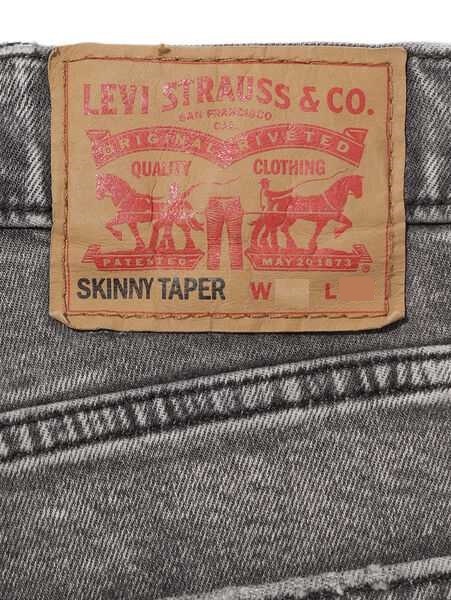 LEVI STRAUSS & CO.
SAN FRANCISCO
CAL.
ORIGINAL RIVETED
QUALITY CLOTHING
PATENTED MAY 20 1873 ®
SKINNY TAPER W L